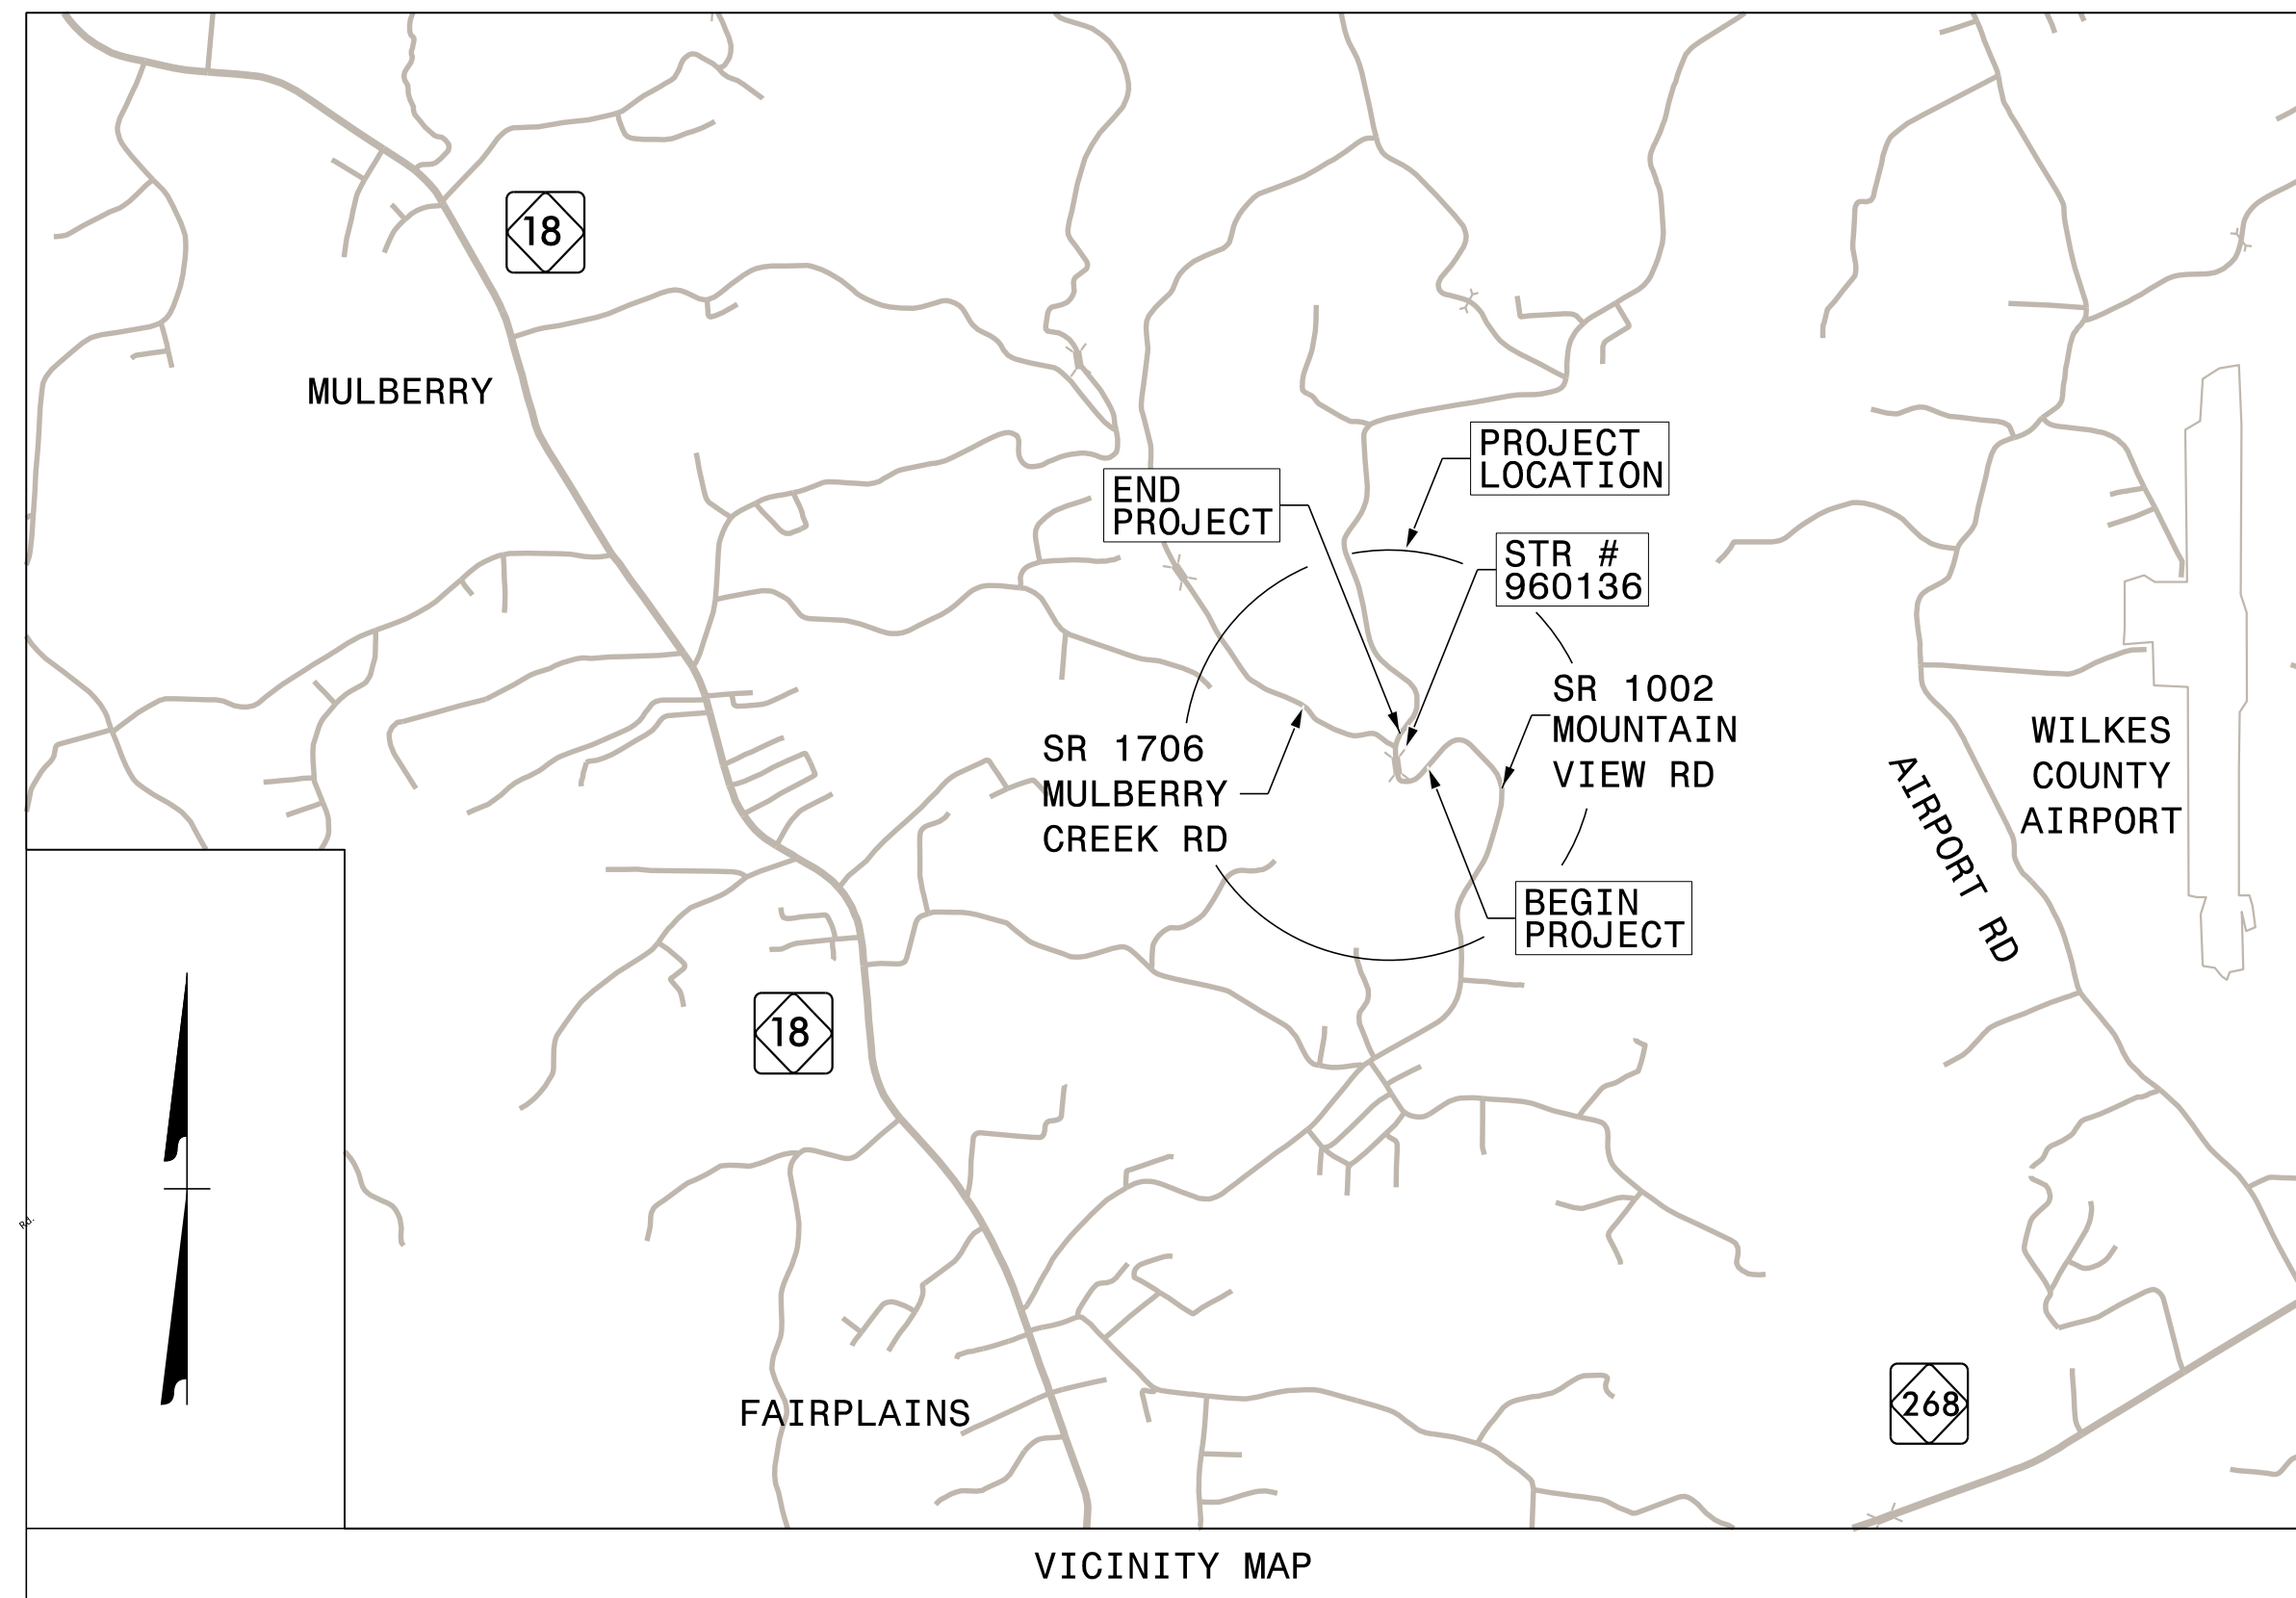 18
MULBERRY
PROJECT
LOCATION
END
PROJECT
STR #
960136
SR 1002
MOUNTAIN
VIEW RD
SR 1706
MULBERRY
CREEK RD
WILKES
COUNTY
AIRPORT
AIRPORT RD
BEGIN
PROJECT
18
Rd.
FAIRPLAINS
268
VICINITY MAP